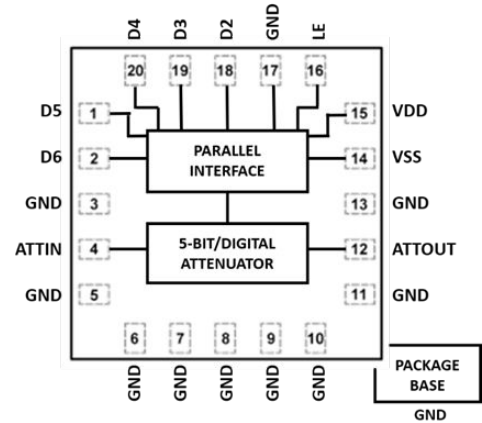 D4 D3 D2 GND LE
20 19 18 17 16
D5 1 15 VDD
PARALLEL
INTERFACE
D6 2 14 VSS
GND 3 13 GND
5-BIT/DIGITAL
ATTENUATOR
ATTIN 4 12 ATTOUT
GND 5 11 GND
6 7 8 9 10
GND GND GND GND GND
PACKAGE
BASE
GND